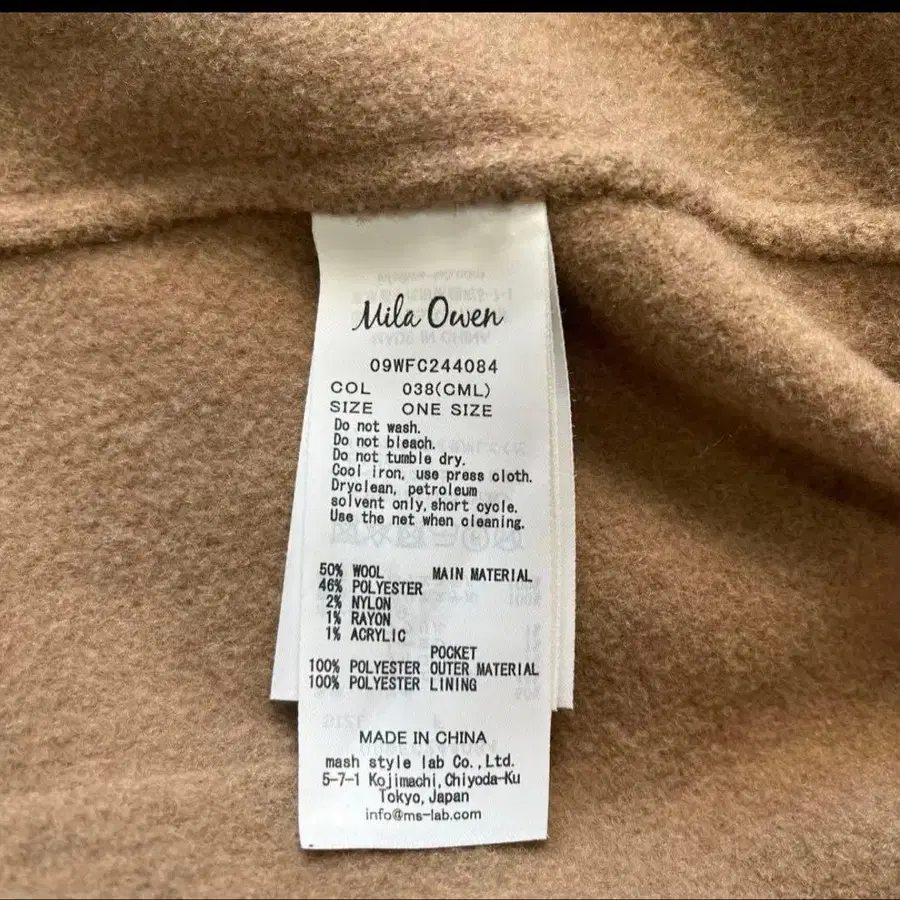 Mila Owen
09WFC244084
COL 038(CML)
SIZE ONE SIZE
Do not wash.
Do not bleach.
Do not tumble dry.
Cool iron, use press cloth.
Dryclean, petroleum
solvent only,short cycle.
Use the net when cleaning.
50% WOOL MAIN MATERIAL
46% POLYESTER
2% NYLON
1% RAYON
1% ACRYLIC
POCKET
100% POLYESTER OUTER MATERIAL
100% POLYESTER LINING
MADE IN CHINA
mash style lab Co.,Ltd.
5-7-1 Kojimachi,Chiyoda-Ku
Tokyo,Japan
info@ms-lab.com